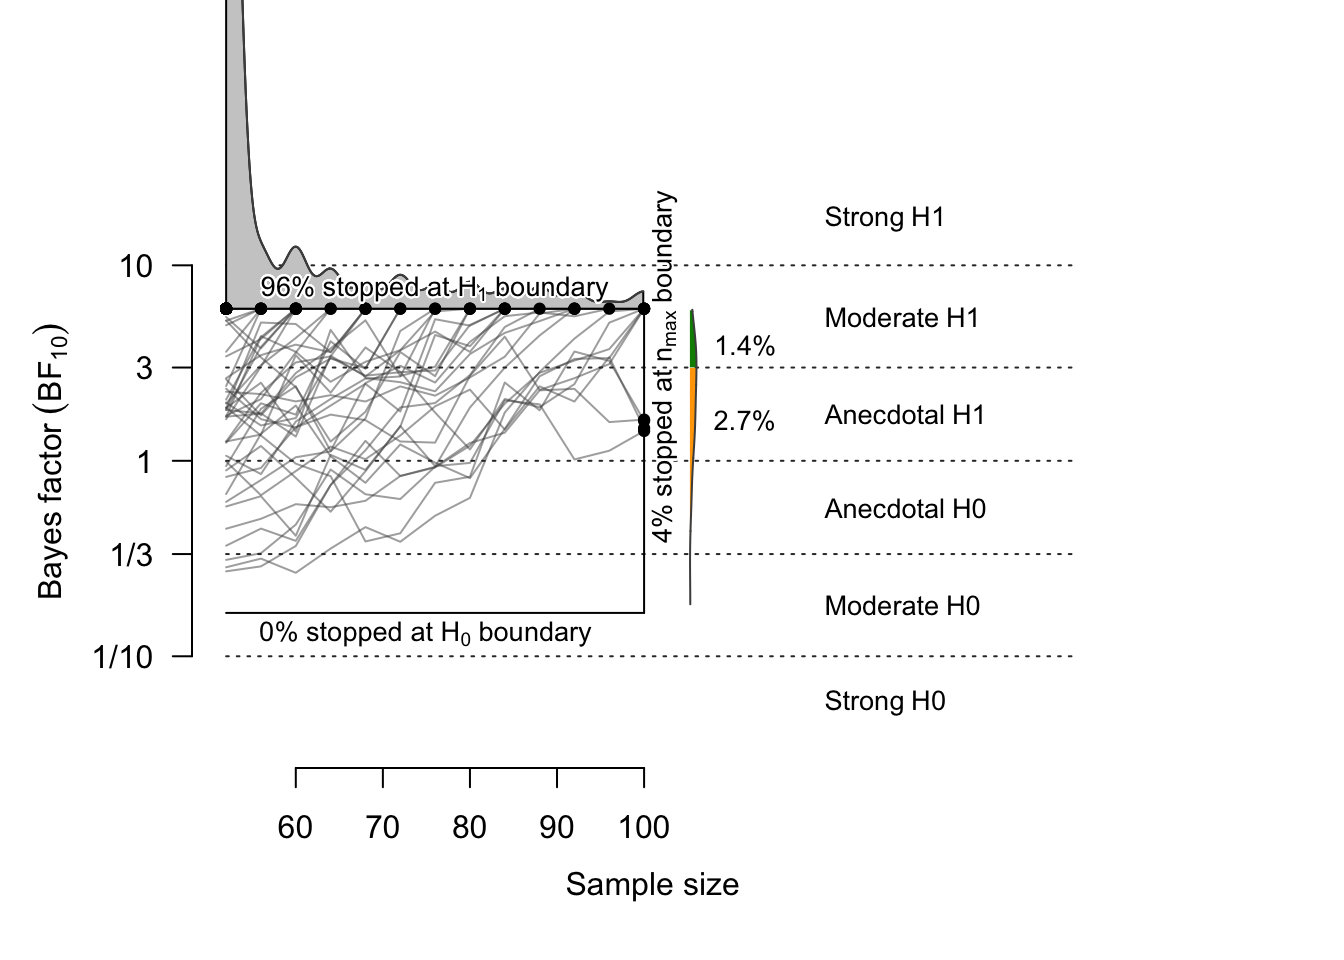 Strong H1
10
96% stopped at H1 boundary
Moderate H1
1.4%
3
Anecdotal H1
2.7%
4% stopped at nmax boundary
Bayes factor (BF10)
1
Anecdotal H0
1/3
Moderate H0
0% stopped at H0 boundary
1/10
Strong H0
60 70 80 90 100
Sample size